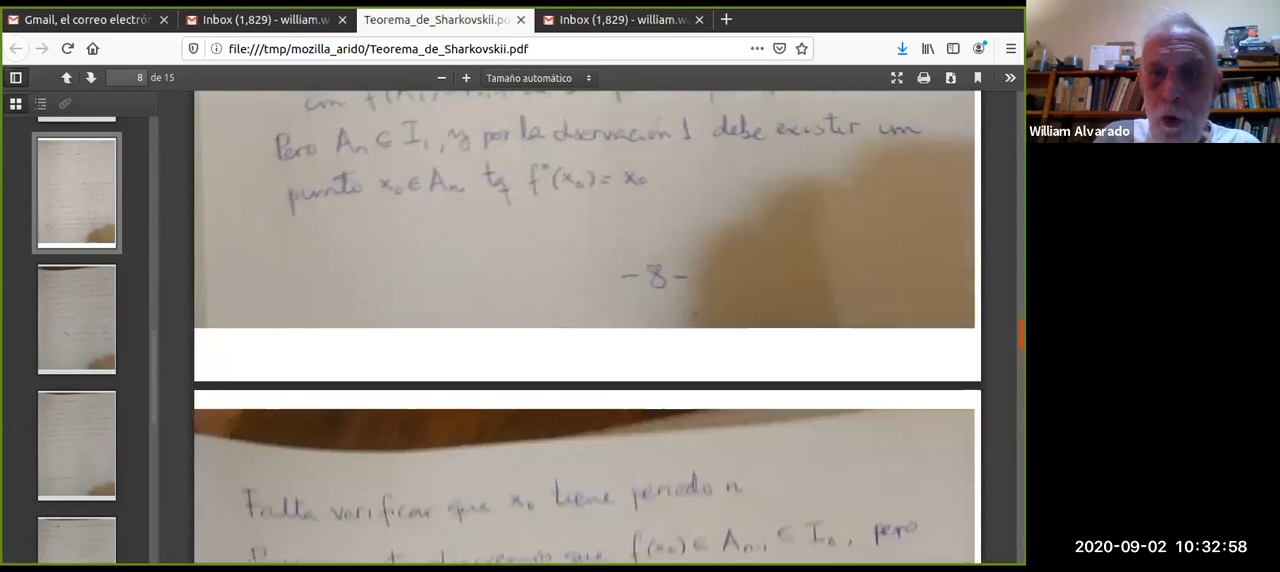 Gmail, el correo electrón
Inbox (1,829) - william.w
Teorema_de_Sharkovskii.pd
Inbox (1,829) - william.w
file:///tmp/mozilla_arid0/Teorema_de_Sharkovskii.pdf
8 de 15
Tamaño automático
Pero An ⊂ I1, y por la observación 1 debe existir un
punto x0 ∈ An tq f^n(x0) = x0
-8-
Falta verificar que x0 tiene periodo n
que f(x0) ∈ An-1 ⊂ I0, pero
William Alvarado
2020-09-02 10:32:58